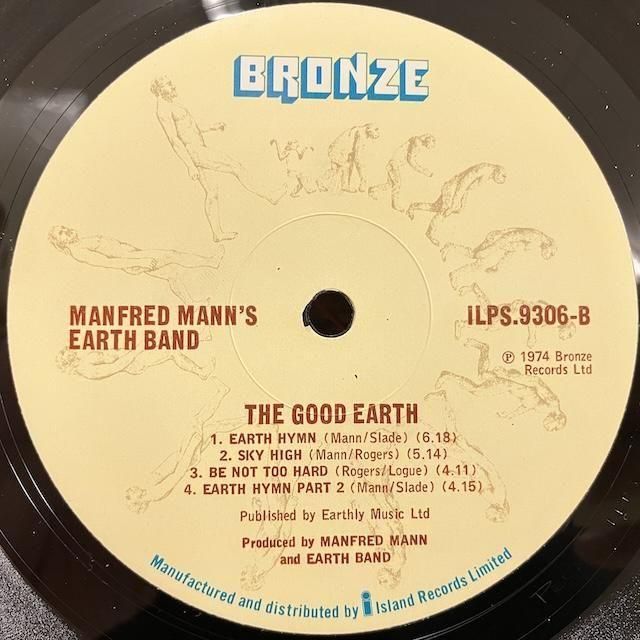 BRONZE
MANFRED MANN'S
EARTH BAND
ILPS.9306-B
℗ 1974 Bronze
Records Ltd
THE GOOD EARTH
1. EARTH HYMN (Mann/Slade) (6.18)
2. SKY HIGH (Mann/Rogers) (5.14)
3. BE NOT TOO HARD (Rogers/Logue) (4.11)
4. EARTH HYMN PART 2 (Mann/Slade) (4.15)
Published by Earthly Music Ltd
Produced by MANFRED MANN
and EARTH BAND
Manufactured and distributed by i Island Records Limited